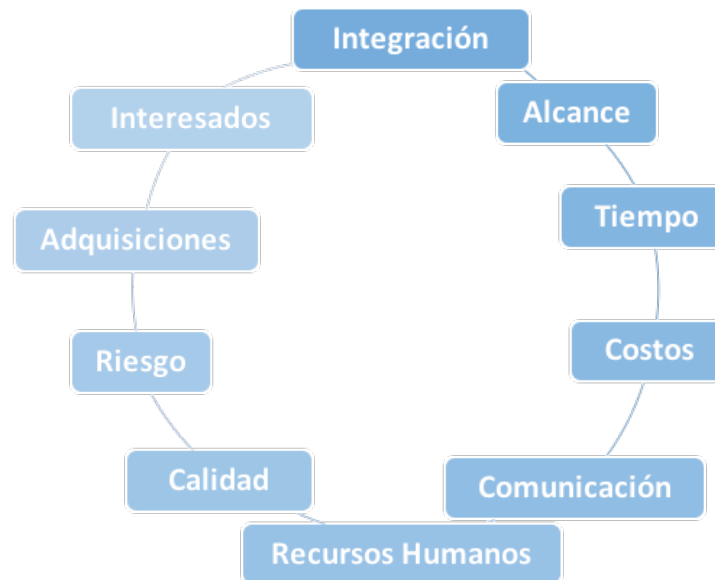 Integración
Alcance
Tiempo
Costos
Comunicación
Recursos Humanos
Calidad
Riesgo
Adquisiciones
Interesados